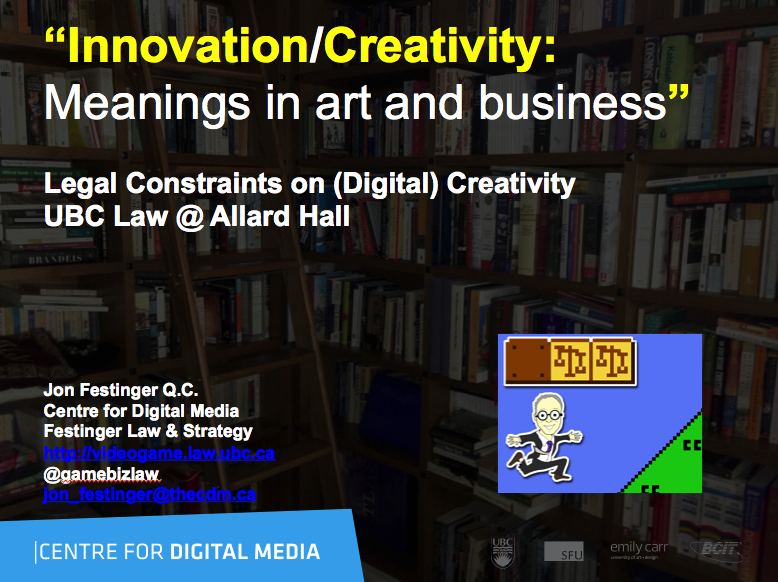 “Innovation/Creativity:
Meanings in art and business”
Legal Constraints on (Digital) Creativity
UBC Law @ Allard Hall
BRANDEIS
Jon Festinger Q.C.
Centre for Digital Media
Festinger Law & Strategy
http://videogame.law.ubc.ca
@gamebizlaw
jon_festinger@thecdm.ca
CENTRE FOR DIGITAL MEDIA
UBC
SFU
emily carr
university of art + design
BCIT